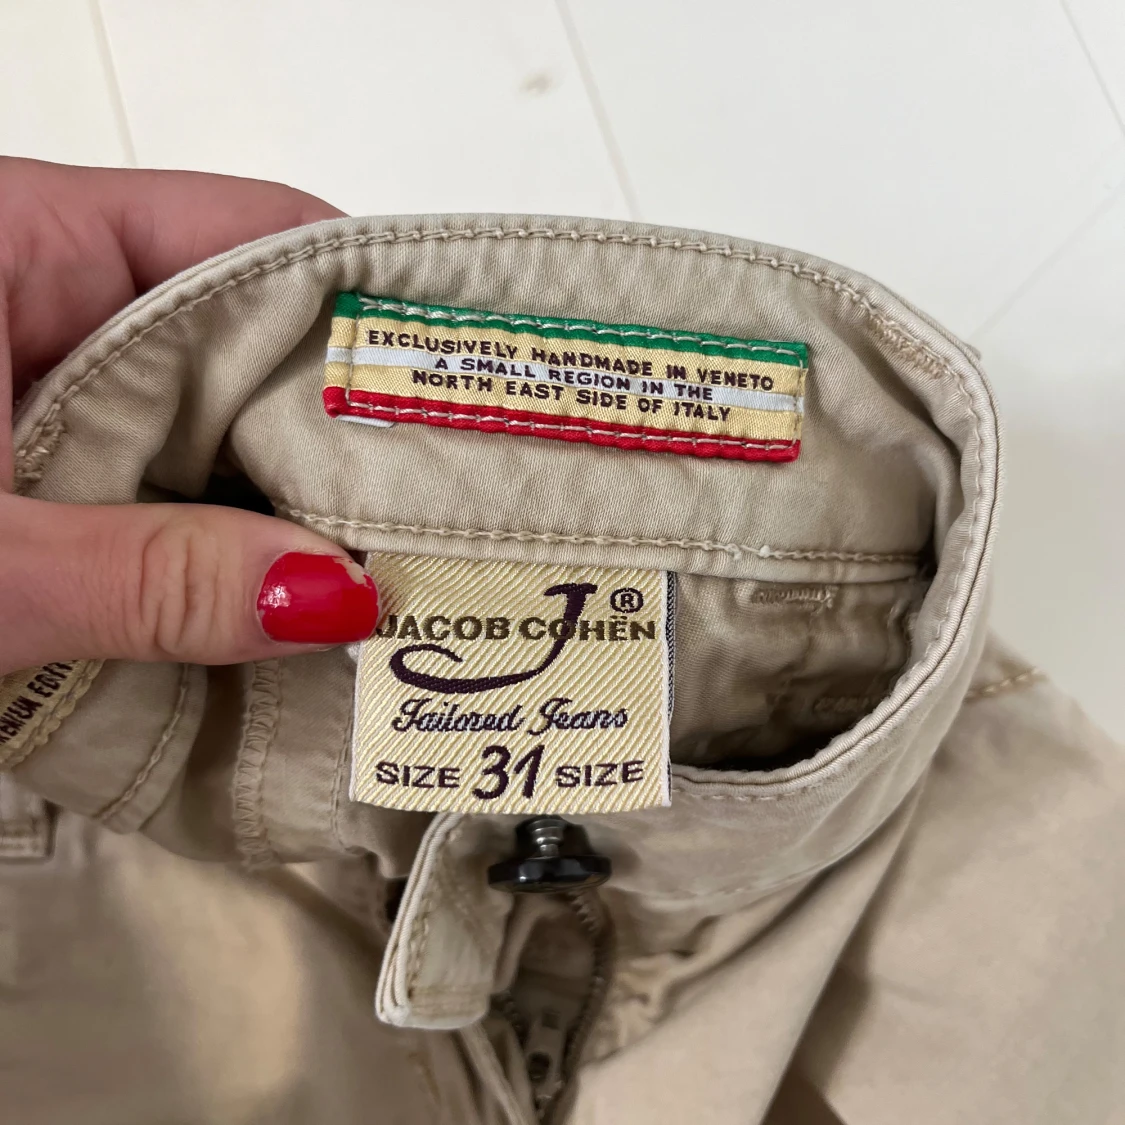 EXCLUSIVELY HANDMADE IN VENETO
A SMALL REGION IN THE
NORTH EAST SIDE OF ITALY
J®
JACOB COHËN
Tailored Jeans
SIZE 31 SIZE